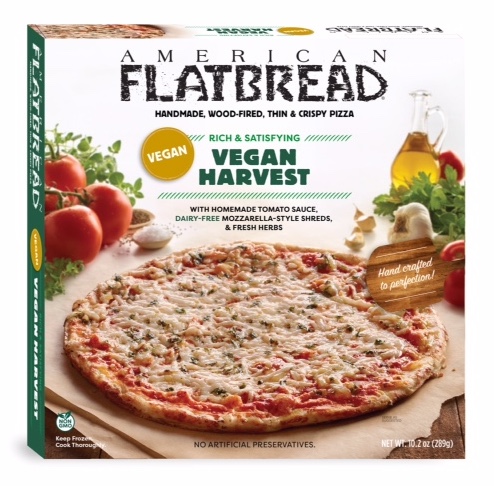 AMERICAN
FLATBREAD
HANDMADE, WOOD-FIRED, THIN & CRISPY PIZZA
RICH & SATISFYING
VEGAN
VEGAN
HARVEST
WITH HOMEMADE TOMATO SAUCE,
DAIRY-FREE MOZZARELLA-STYLE SHREDS,
& FRESH HERBS
Hand crafted
to perfection!
NON
GMO
Keep Frozen
Cook Thoroughly
NO ARTIFICIAL PRESERVATIVES.
NET WT. 10.2 oz (289g)
FLATBREAD
VEGAN
VEGAN HARVEST